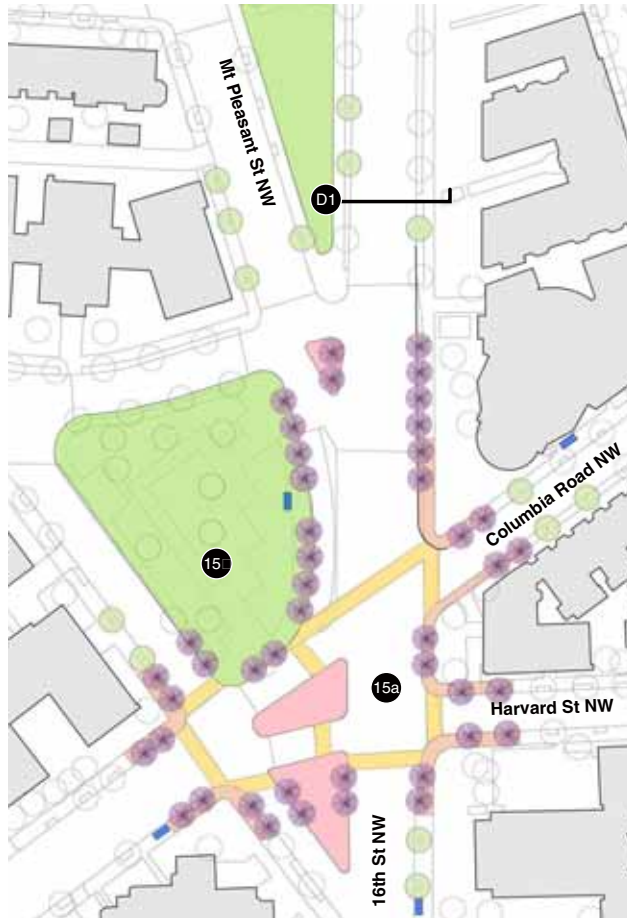 Mt Pleasant St NW
D1
Columbia Road NW
15
15a
Harvard St NW
16th St NW